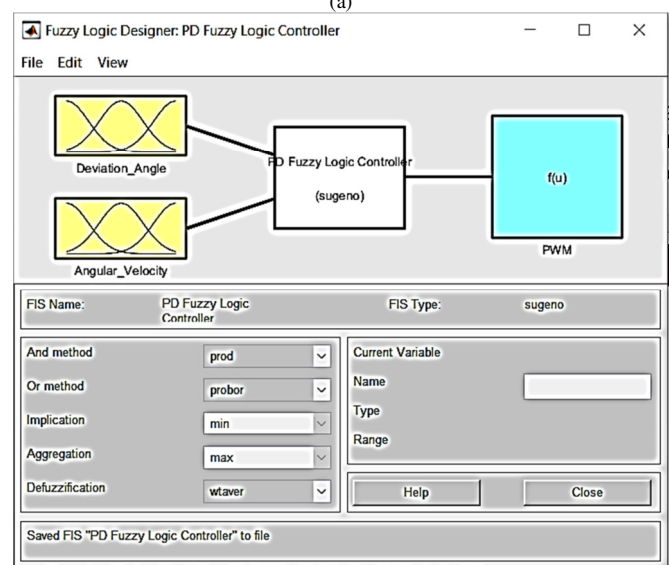 (a)
Fuzzy Logic Designer: PD Fuzzy Logic Controller
File Edit View
Deviation_Angle
PD Fuzzy Logic Controller
(sugeno)
f(u)
Angular_Velocity
PWM
FIS Name: PD Fuzzy Logic Controller FIS Type: sugeno
And method prod
Or method probor
Implication min
Aggregation max
Defuzzification wtaver
Current Variable
Name
Type
Range
Help Close
Saved FIS "PD Fuzzy Logic Controller" to file